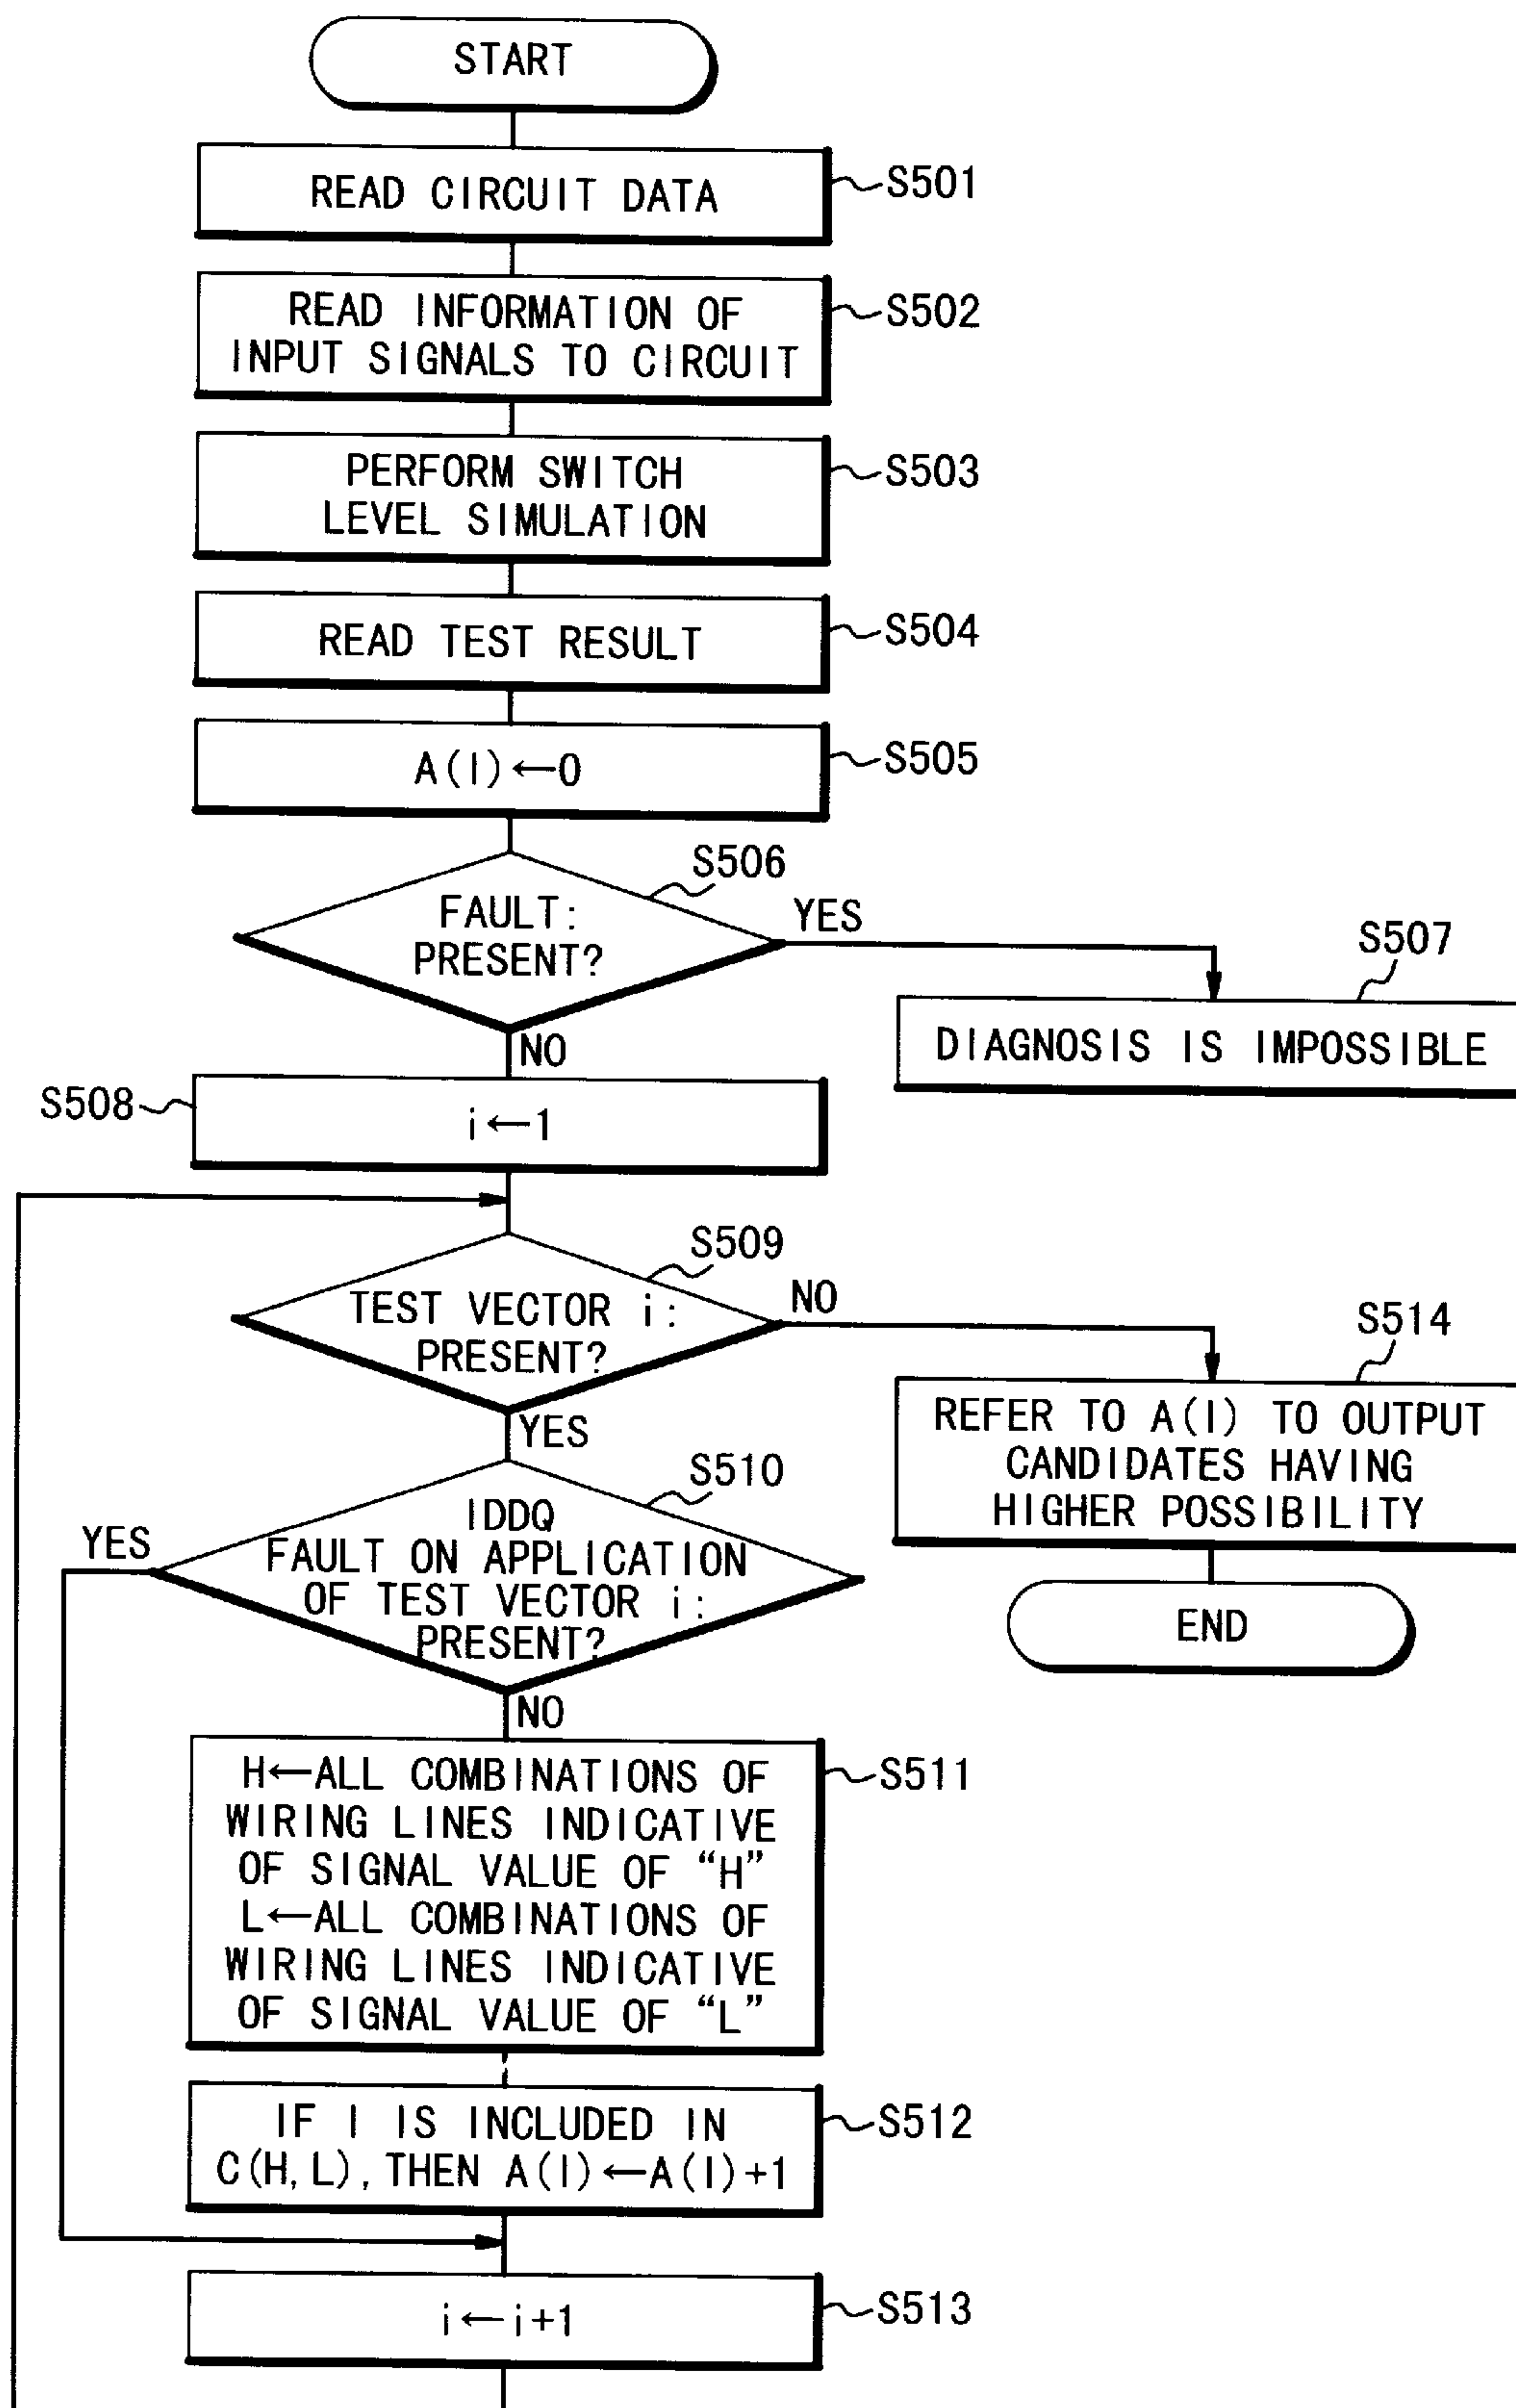 START
READ CIRCUIT DATA
S501
READ INFORMATION OF
INPUT SIGNALS TO CIRCUIT
S502
PERFORM SWITCH
LEVEL SIMULATION
S503
READ TEST RESULT
S504
A(I)←0
S505
S506
FAULT:
PRESENT?
YES
NO
S507
DIAGNOSIS IS IMPOSSIBLE
S508
i←1
S509
TEST VECTOR i:
PRESENT?
NO
YES
S514
REFER TO A(I) TO OUTPUT
CANDIDATES HAVING
HIGHER POSSIBILITY
END
S510
IDDQ
FAULT ON APPLICATION
OF TEST VECTOR i:
PRESENT?
YES
NO
H←ALL COMBINATIONS OF
WIRING LINES INDICATIVE
OF SIGNAL VALUE OF “H”
L←ALL COMBINATIONS OF
WIRING LINES INDICATIVE
OF SIGNAL VALUE OF “L”
S511
IF I IS INCLUDED IN
C(H,L), THEN A(I)←A(I)+1
S512
i←i+1
S513